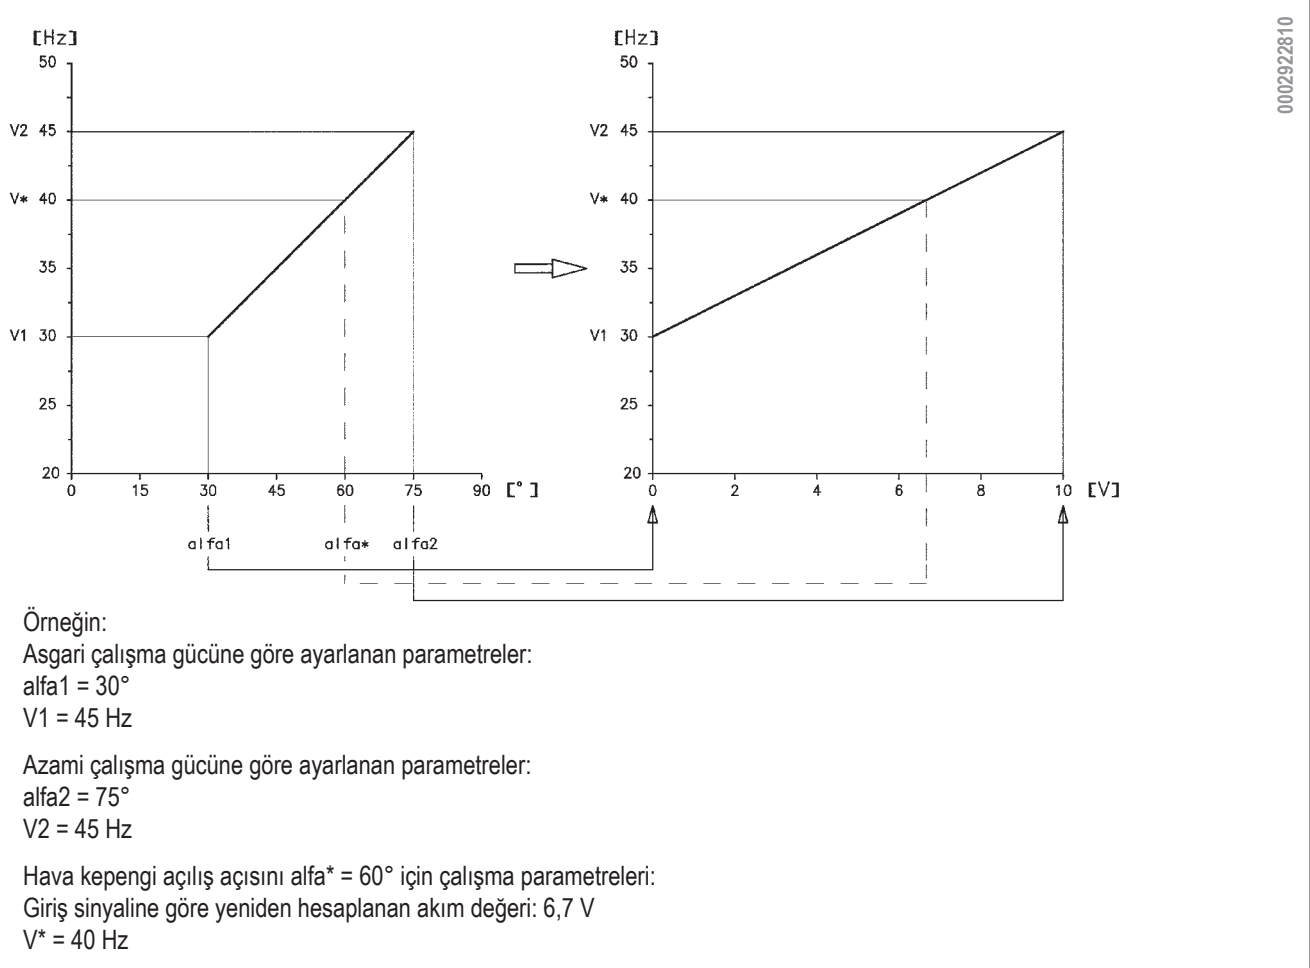 0002922810
[Hz]
50
V2 45
V* 40
35
V1 30
25
20
0 15 30 45 60 75 90 [°]
alfa1 alfa* alfa2
[Hz]
50
V2 45
V* 40
35
V1 30
25
20
0 2 4 6 8 10 [V]
Örneğin:
Asgari çalışma gücüne göre ayarlanan parametreler:
alfa1 = 30°
V1 = 45 Hz
Azami çalışma gücüne göre ayarlanan parametreler:
alfa2 = 75°
V2 = 45 Hz
Hava kepengi açılış açısını alfa* = 60° için çalışma parametreleri:
Giriş sinyaline göre yeniden hesaplanan akım değeri: 6,7 V
V* = 40 Hz